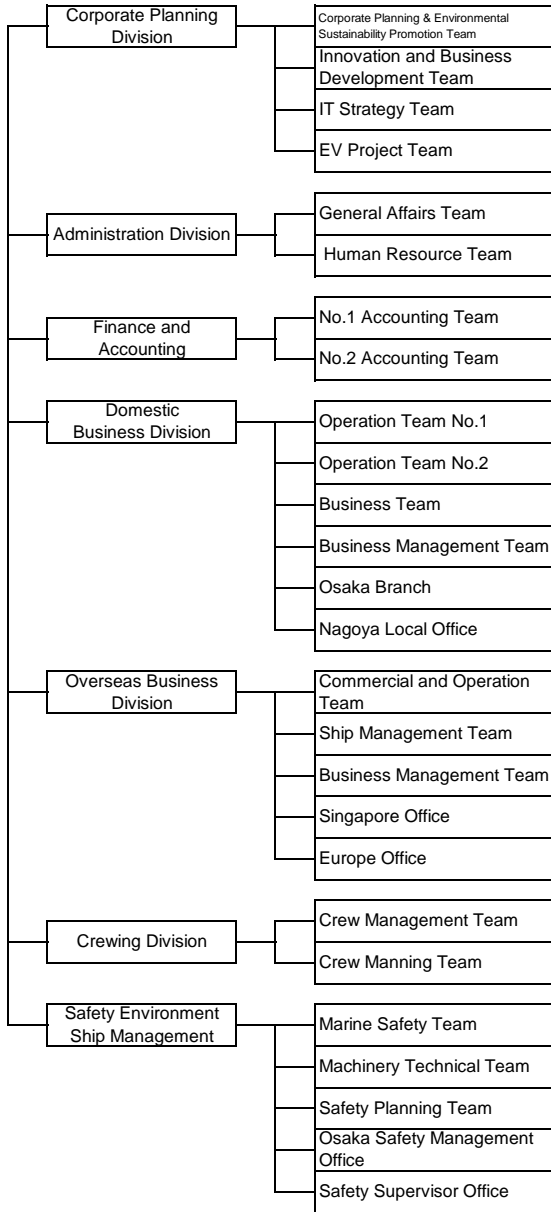 Corporate Planning
Division
Corporate Planning & Environmental
Sustainability Promotion Team
Innovation and Business
Development Team
IT Strategy Team
EV Project Team
Administration Division
General Affairs Team
Human Resource Team
Finance and
Accounting
No.1 Accounting Team
No.2 Accounting Team
Domestic
Business Division
Operation Team No.1
Operation Team No.2
Business Team
Business Management Team
Osaka Branch
Nagoya Local Office
Overseas Business
Division
Commercial and Operation
Team
Ship Management Team
Business Management Team
Singapore Office
Europe Office
Crewing Division
Crew Management Team
Crew Manning Team
Safety Environment
Ship Management
Marine Safety Team
Machinery Technical Team
Safety Planning Team
Osaka Safety Management
Office
Safety Supervisor Office